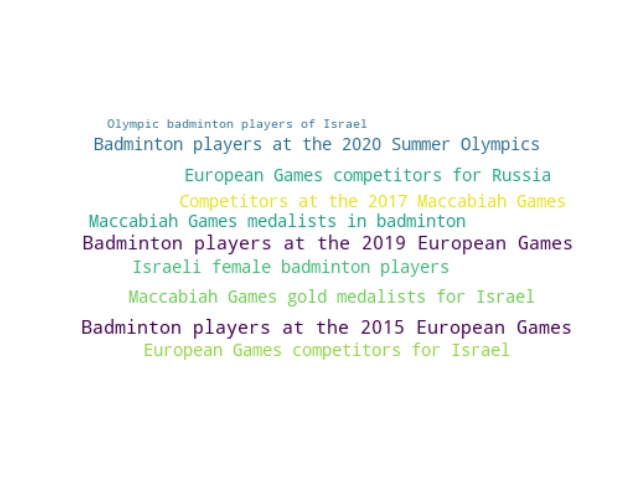 Olympic badminton players of Israel
Badminton players at the 2020 Summer Olympics
European Games competitors for Russia
Competitors at the 2017 Maccabiah Games
Maccabiah Games medalists in badminton
Badminton players at the 2019 European Games
Israeli female badminton players
Maccabiah Games gold medalists for Israel
Badminton players at the 2015 European Games
European Games competitors for Israel